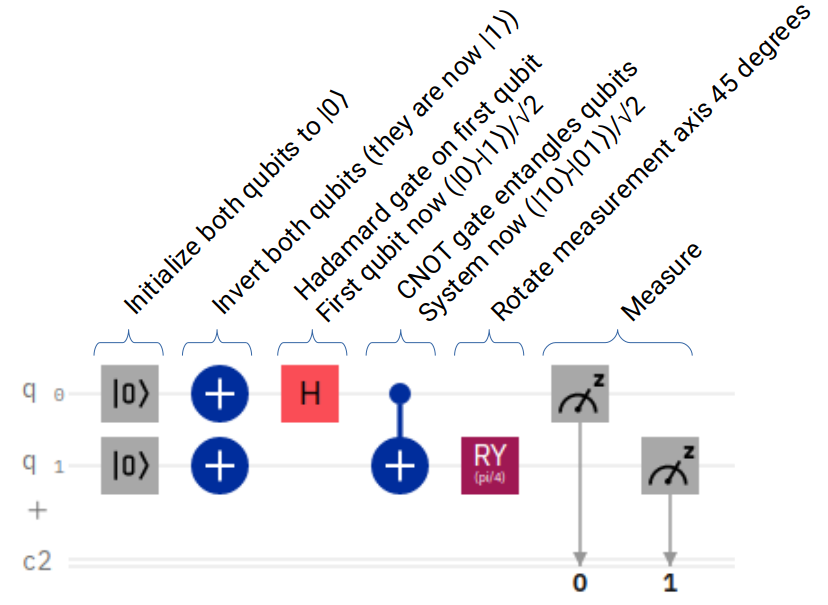 Initialize both qubits to |0⟩
Invert both qubits (they are now |1⟩)
Hadamard gate on first qubit
First qubit now (|0⟩-|1⟩)/√2
CNOT gate entangles qubits
System now (|10⟩-|01⟩)/√2
Rotate measurement axis 45 degrees
Measure
q 0 |0⟩ + H z
q 1 |0⟩ + + RY (pi/4) z
+
c2
0 1